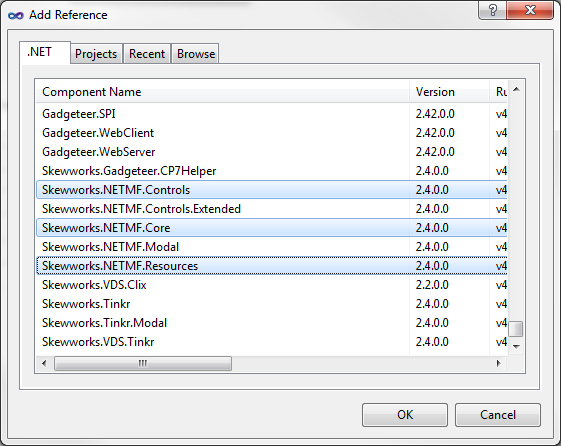 Add Reference
.NET Projects Recent Browse
Component Name Version Ru
Gadgeteer.SPI 2.42.0.0 v4
Gadgeteer.WebClient 2.42.0.0 v4
Gadgeteer.WebServer 2.42.0.0 v4
Skewworks.Gadgeteer.CP7Helper 2.4.0.0 v4
Skewworks.NETMF.Controls 2.4.0.0 v4
Skewworks.NETMF.Controls.Extended 2.4.0.0 v4
Skewworks.NETMF.Core 2.4.0.0 v4
Skewworks.NETMF.Modal 2.4.0.0 v4
Skewworks.NETMF.Resources 2.4.0.0 v4
Skewworks.VDS.Clix 2.2.0.0 v4
Skewworks.Tinkr 2.4.0.0 v4
Skewworks.Tinkr.Modal 2.4.0.0 v4
Skewworks.VDS.Tinkr 2.4.0.0 v4
OK Cancel